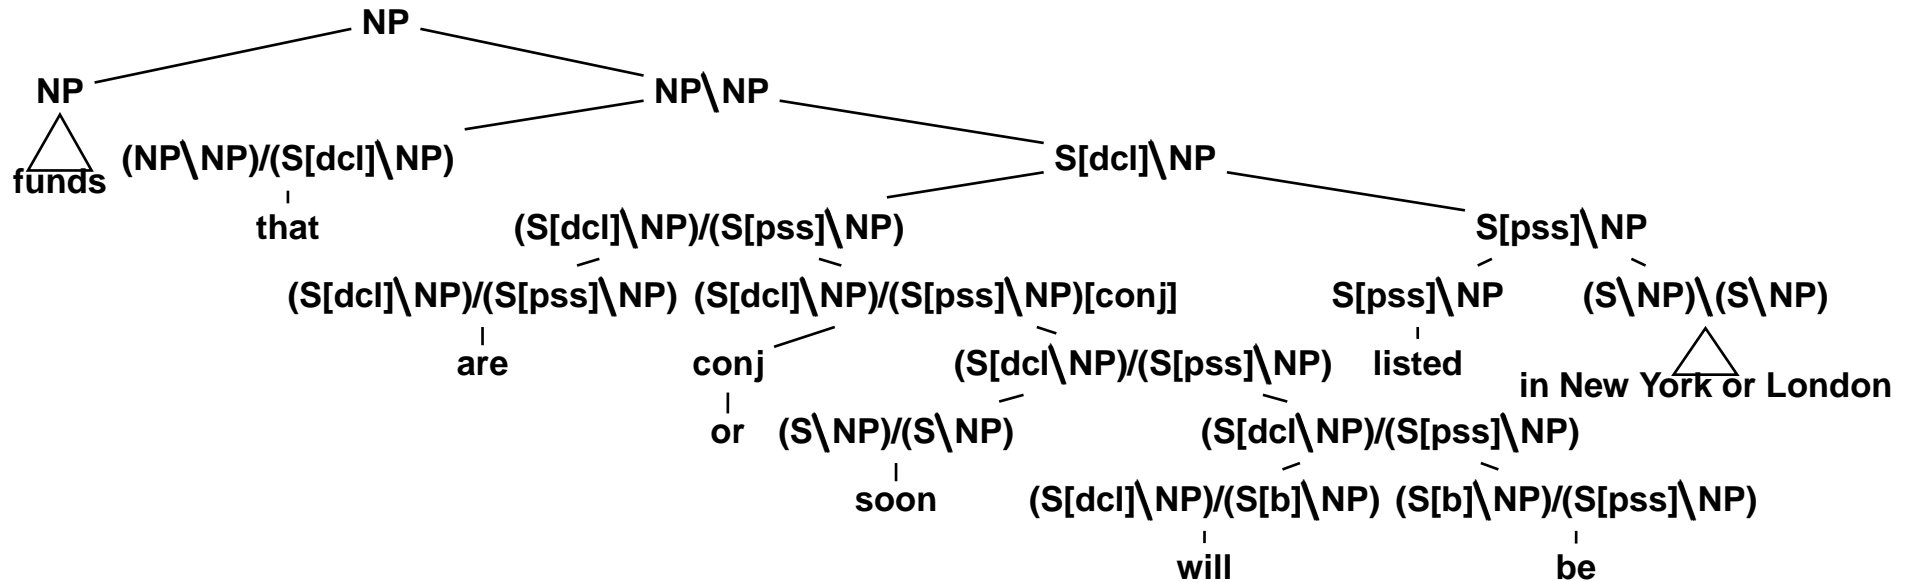 NP
NP NP\NP
(NP\NP)/(S[dcl]\NP) S[dcl]\NP
funds
that (S[dcl]\NP)/(S[pss]\NP) S[pss]\NP
(S[dcl]\NP)/(S[pss]\NP) (S[dcl]\NP)/(S[pss]\NP)[conj] S[pss]\NP (S\NP)\(S\NP)
are conj (S[dcl\NP)/(S[pss]\NP) listed
in New York or London
or (S\NP)/(S\NP) (S[dcl\NP)/(S[pss]\NP)
soon (S[dcl]\NP)/(S[b]\NP) (S[b]\NP)/(S[pss]\NP)
will be